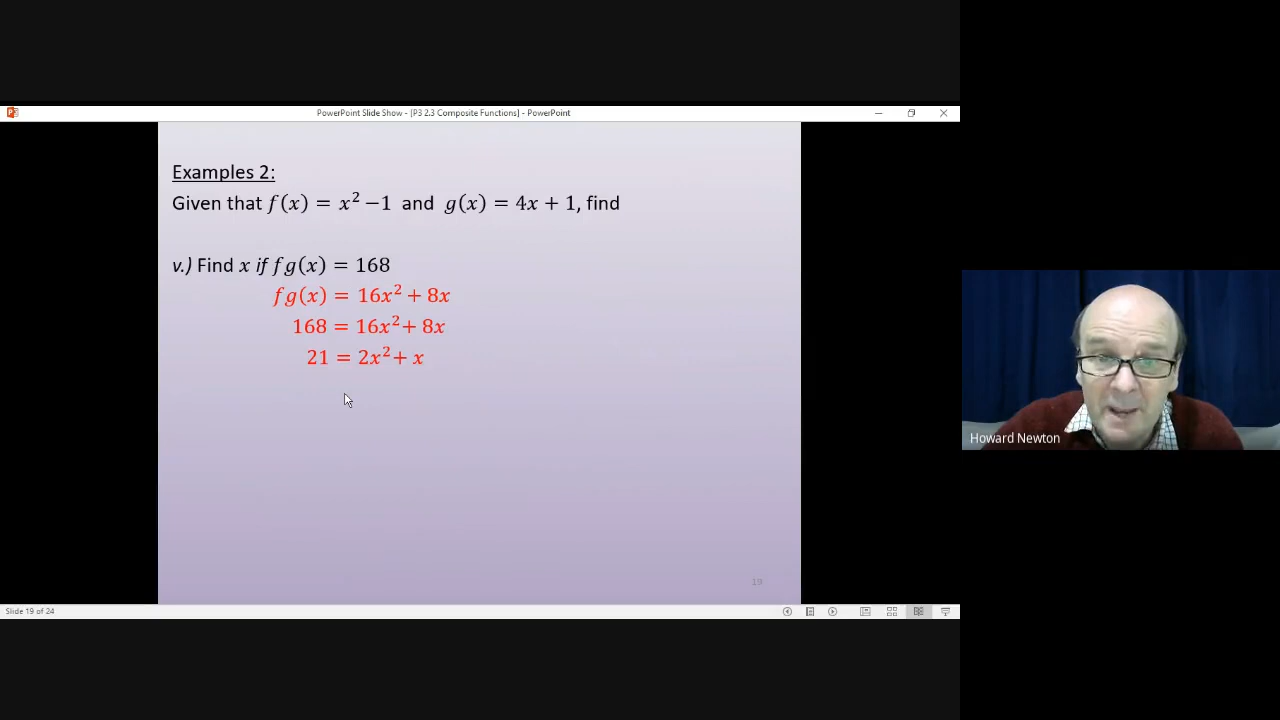 PowerPoint Slide Show - [P3 2.3 Composite Functions] - PowerPoint
Examples 2:
Given that f(x) = x² −1 and g(x) = 4x + 1, find
v.) Find x if fg(x) = 168
fg(x) = 16x² + 8x
168 = 16x²+ 8x
21 = 2x²+ x
Howard Newton
19
Slide 19 of 24